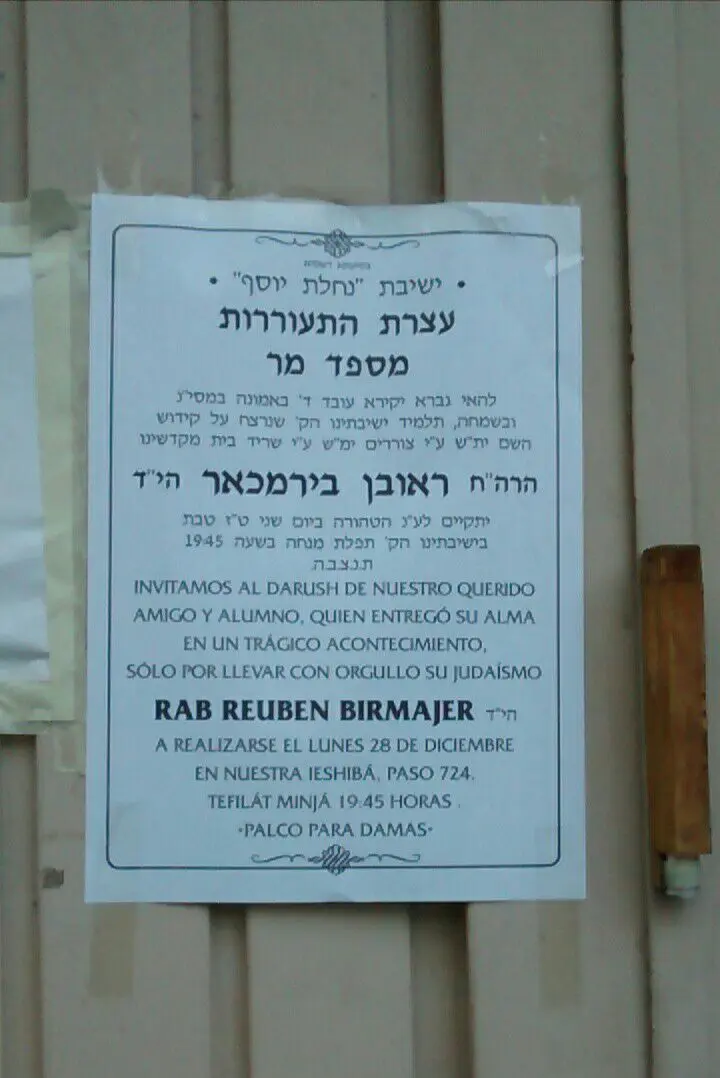 • ישיבת "נחלת יוסף" •
עצרת התעוררות
מספד מר
להאי גברא יקירא עובד ד' באמונה במסי"נ
ובשמחה, תלמיד ישיבתינו הק' שנרצח על קידוש
השם ית"ש ע"י צוררים ימ"ש ע"י שריד בית מקדשינו
הרה"ח ראובן בירמכאר הי"ד
יתקיים לע"נ הטהורה ביום שני ט"ז טבת
בישיבתינו הק' תפלת מנחה בשעה 19:45
ת.נ.צ.ב.ה.
INVITAMOS AL DARUSH DE NUESTRO QUERIDO
AMIGO Y ALUMNO, QUIEN ENTREGÓ SU ALMA
EN UN TRÁGICO ACONTECIMIENTO,
SÓLO POR LLEVAR CON ORGULLO SU JUDAÍSMO
RAB REUBEN BIRMAJER הי"ד
A REALIZARSE EL LUNES 28 DE DICIEMBRE
EN NUESTRA IESHIBÁ, PASO 724.
TEFILÁT MINJÁ 19:45 HORAS .
•PALCO PARA DAMAS•